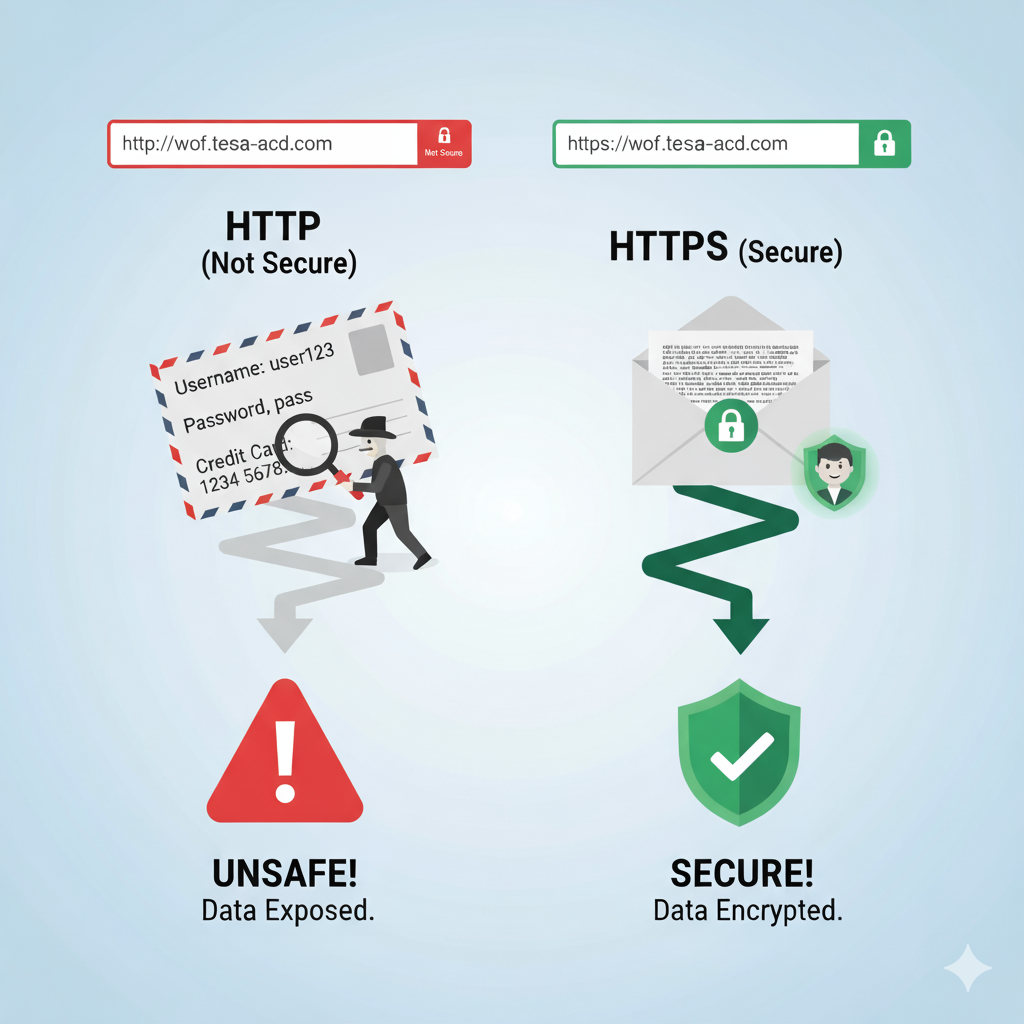 http://wof.tesa-acd.com
Not Secure
https://wof.tesa-acd.com
HTTP
(Not Secure)
HTTPS (Secure)
Username: user123
Password, pass
Credit Card:
1234 5678.
UNSAFE!
Data Exposed.
SECURE!
Data Encrypted.